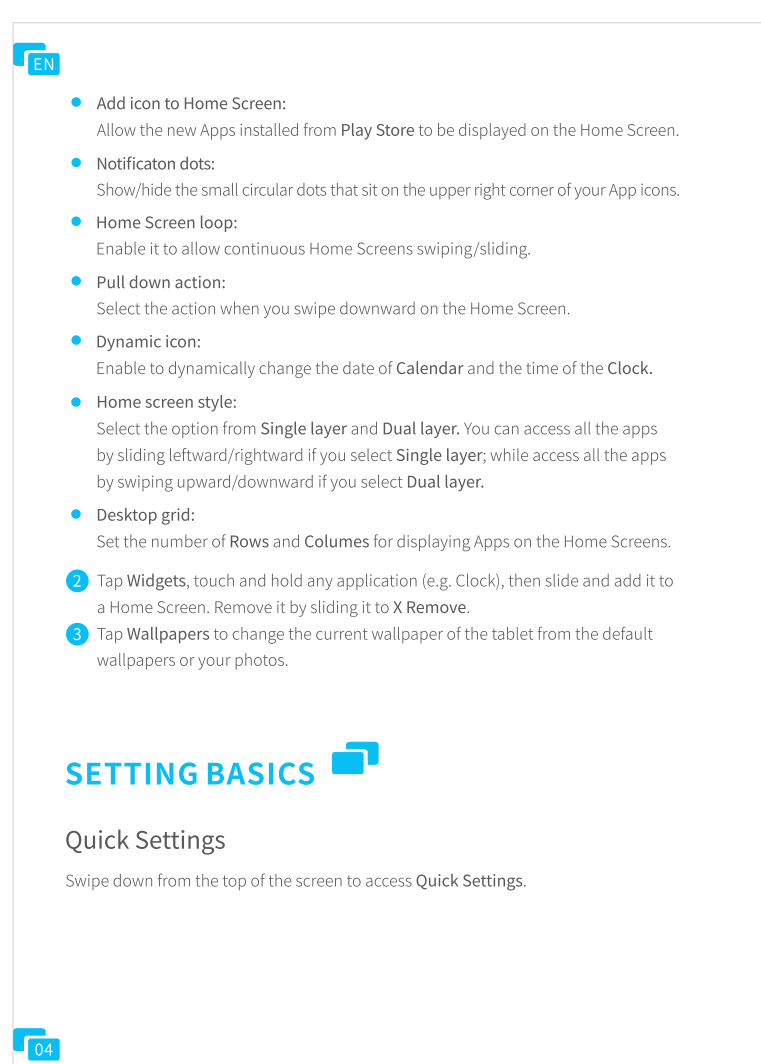 EN
Add icon to Home Screen:
Allow the new Apps installed from Play Store to be displayed on the Home Screen.
Notificaton dots:
Show/hide the small circular dots that sit on the upper right corner of your App icons.
Home Screen loop:
Enable it to allow continuous Home Screens swiping/sliding.
Pull down action:
Select the action when you swipe downward on the Home Screen.
Dynamic icon:
Enable to dynamically change the date of Calendar and the time of the Clock.
Home screen style:
Select the option from Single layer and Dual layer. You can access all the apps
by sliding leftward/rightward if you select Single layer; while access all the apps
by swiping upward/downward if you select Dual layer.
Desktop grid:
Set the number of Rows and Columes for displaying Apps on the Home Screens.
2 Tap Widgets, touch and hold any application (e.g. Clock), then slide and add it to
a Home Screen. Remove it by sliding it to X Remove.
3 Tap Wallpapers to change the current wallpaper of the tablet from the default
wallpapers or your photos.
SETTING BASICS
Quick Settings
Swipe down from the top of the screen to access Quick Settings.
04